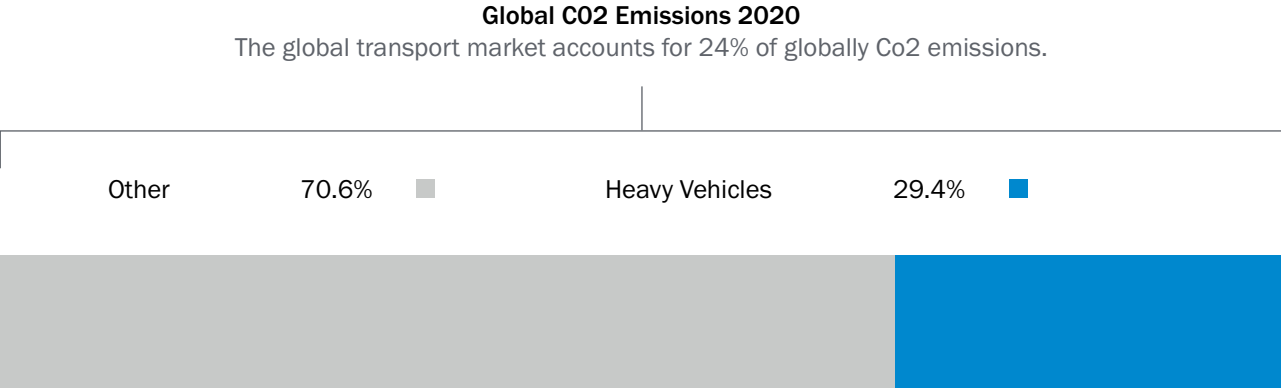 Global CO2 Emissions 2020
The global transport market accounts for 24% of globally Co2 emissions.
Other 70.6% Heavy Vehicles 29.4%